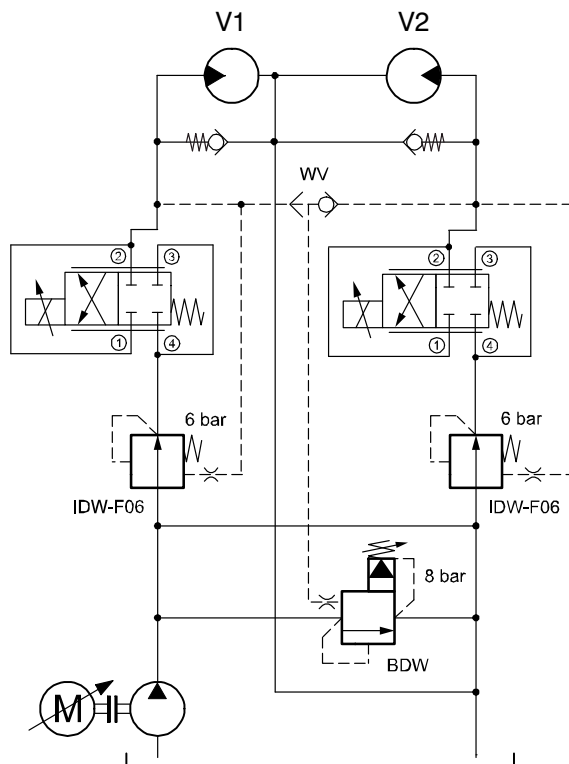 V1 V2
WV
② ③ ② ③
① ④ ① ④
6 bar 6 bar
IDW-F06 IDW-F06
8 bar
BDW
M